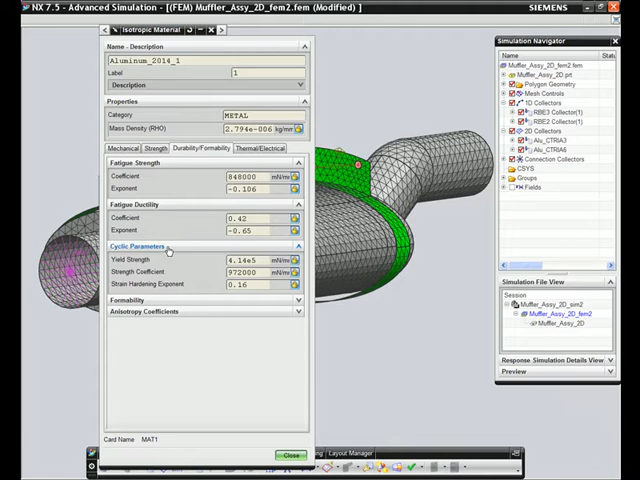 NX 7.5 - Advanced Simulation - [(FEM) Muffler_Assy_2D_fem2.fem (Modified) ]
SIEMENS
Isotropic Material
Name - Description
Aluminum_2014_1
Label
1
Description
Properties
Category
METAL
Mass Density (RHO)
2.794e-006
kg/mm
Mechanical
Strength
Durability/Formability
Thermal/Electrical
Fatigue Strength
Coefficient
848000
Exponent
-0.106
Fatigue Ductility
Coefficient
0.42
Exponent
-0.65
Cyclic Parameters
Yield Strength
4.14e5
Strength Coefficient
972000
Strain Hardening Exponent
0.16
Formability
Anisotropy Coefficients
Card Name
MAT1
Close
Layout Manager
Simulation Navigator
Name
Muffler_Assy_2D_fem2.fem
Muffler_Assy_2D.prt
Polygon Geometry
Mesh Controls
1D Collectors
RBE3 Collector(1)
RBE2 Collector(1)
2D Collectors
Alu_CTRIA3
Alu_CTRIA6
Connection Collectors
CSYS
Groups
Fields
Simulation File View
Session
Muffler_Assy_2D_sim2
Muffler_Assy_2D_fem2
Muffler_Assy_2D
Response Simulation Details View
Preview